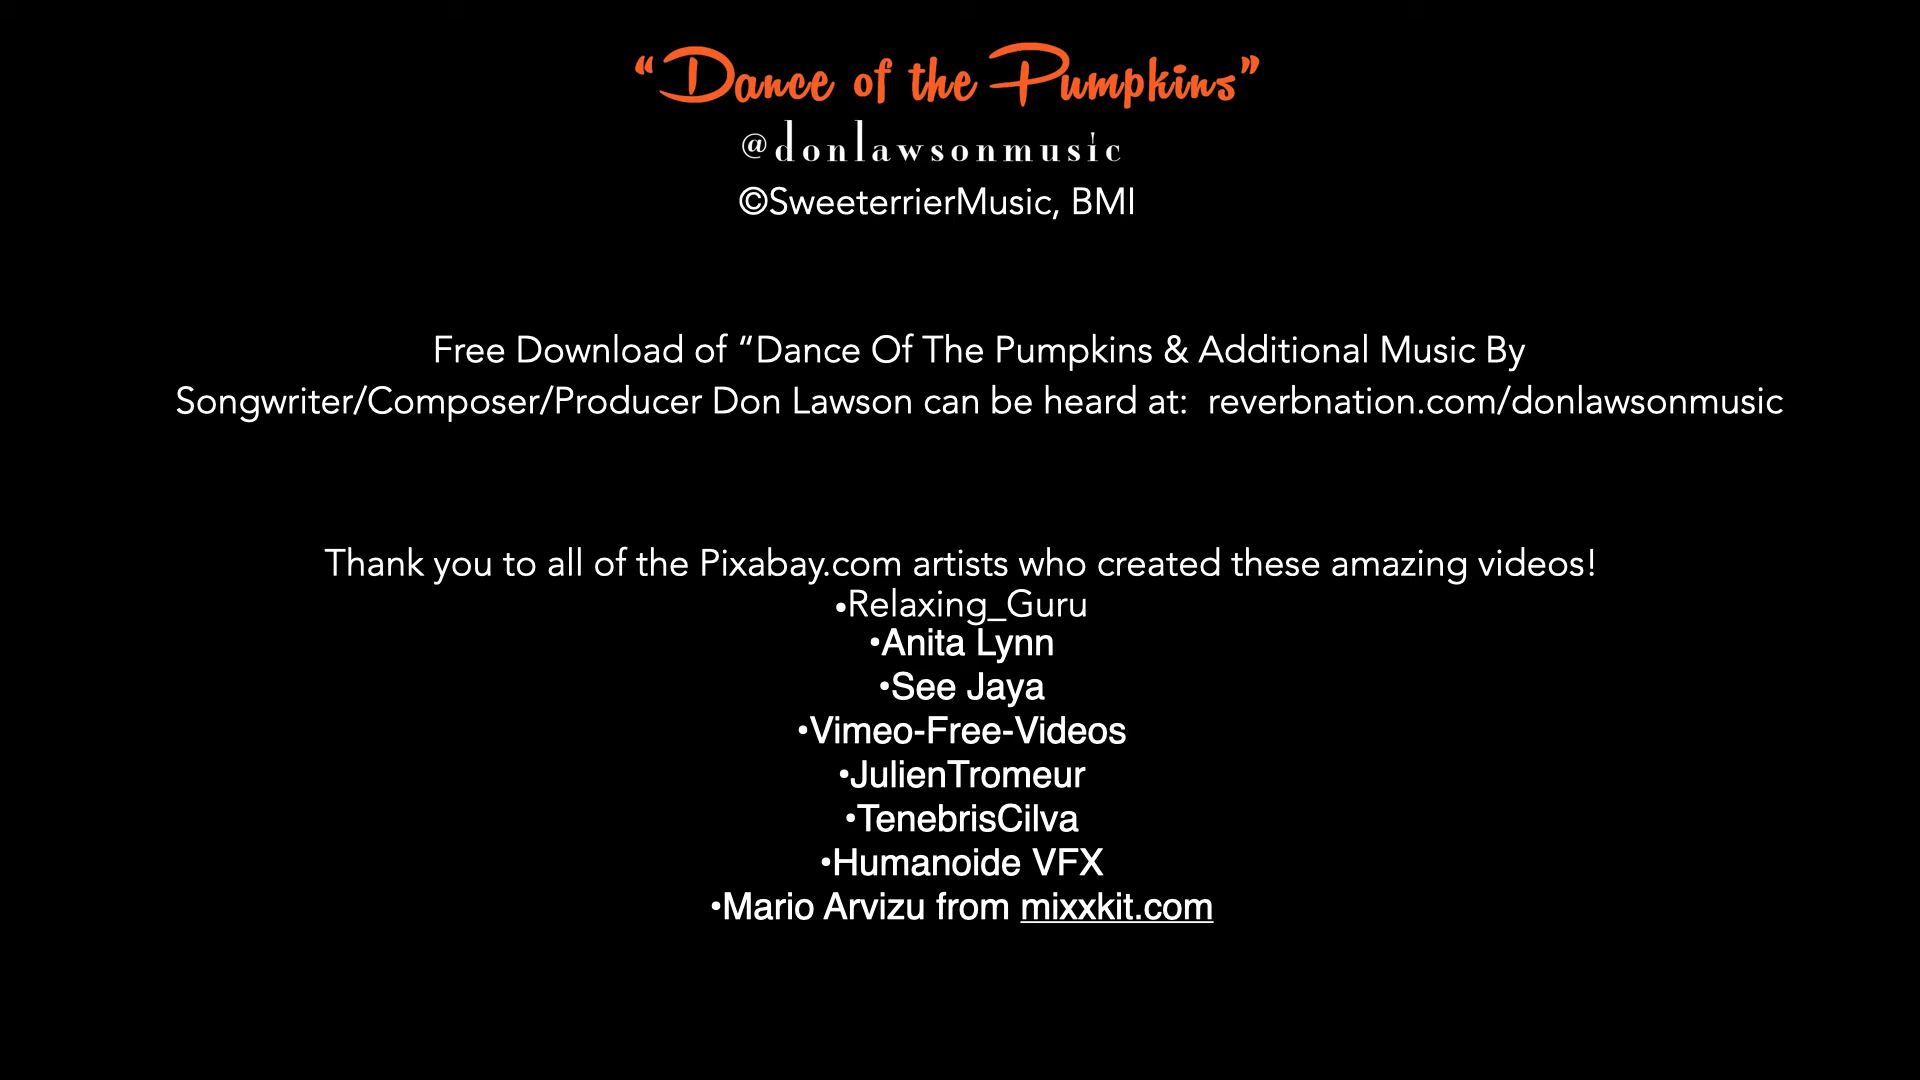 “Dance of the Pumpkins”
@donlawsonmusic
©SweeterrierMusic, BMI
Free Download of “Dance Of The Pumpkins & Additional Music By
Songwriter/Composer/Producer Don Lawson can be heard at:  reverbnation.com/donlawsonmusic
Thank you to all of the Pixabay.com artists who created these amazing videos!
•Relaxing_Guru
•Anita Lynn
•See Jaya
•Vimeo-Free-Videos
•JulienTromeur
•TenebrisCilva
•Humanoide VFX
•Mario Arvizu from mixxkit.com